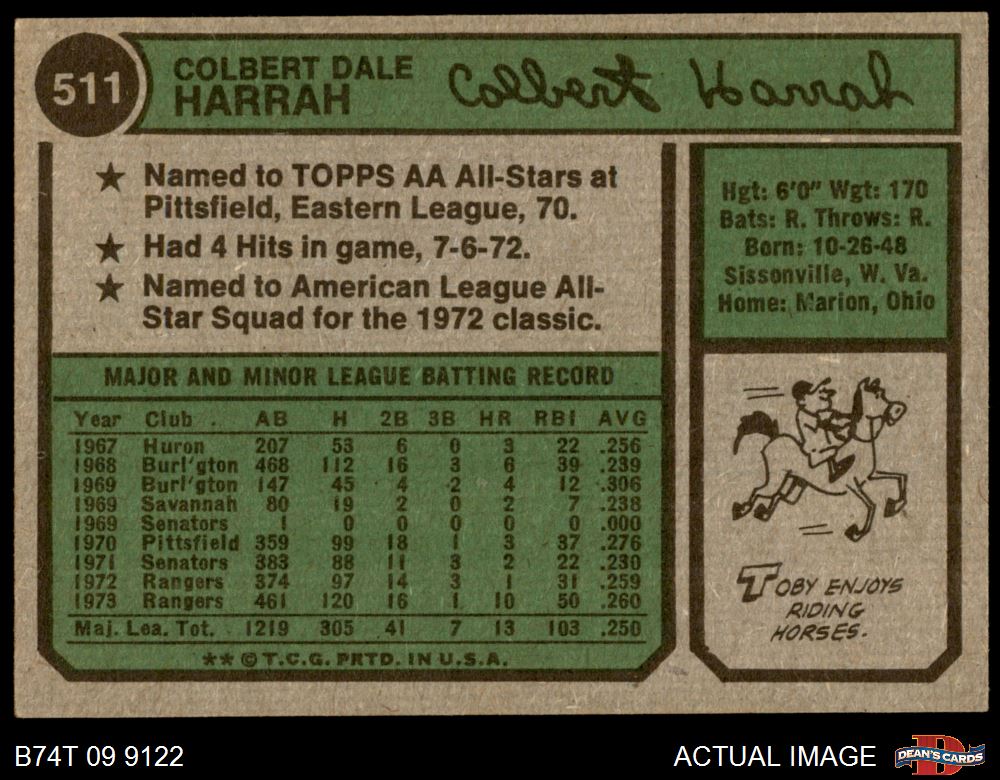 511
COLBERT DALE
HARRAH
Colbert Harrah
★ Named to TOPPS AA All-Stars at
Pittsfield, Eastern League, 70.
★ Had 4 Hits in game, 7-6-72.
★ Named to American League All-
Star Squad for the 1972 classic.
Hgt: 6'0" Wgt: 170
Bats: R. Throws: R.
Born: 10-26-48
Sissonville, W. Va.
Home: Marion, Ohio
MAJOR AND MINOR LEAGUE BATTING RECORD
Year Club . AB H 2B 3B HR RBI AVG
1967 Huron 207 53 6 0 3 22 .256
1968 Burl'gton 468 112 16 3 6 39 .239
1969 Burl'gton 147 45 4 2 4 12 .306
1969 Savannah 80 19 2 0 2 7 .238
1969 Senators 1 0 0 0 0 0 .000
1970 Pittsfield 359 99 18 1 3 37 .276
1971 Senators 383 88 11 3 2 22 .230
1972 Rangers 374 97 14 3 1 31 .259
1973 Rangers 461 120 16 1 10 50 .260
Maj. Lea. Tot. 1219 305 41 7 13 103 .250
** © T.C.G. PRTD. IN U.S.A.
TOBY ENJOYS
RIDING
HORSES.
B74T 09 9122
ACTUAL IMAGE
D
DEAN'S CARDS